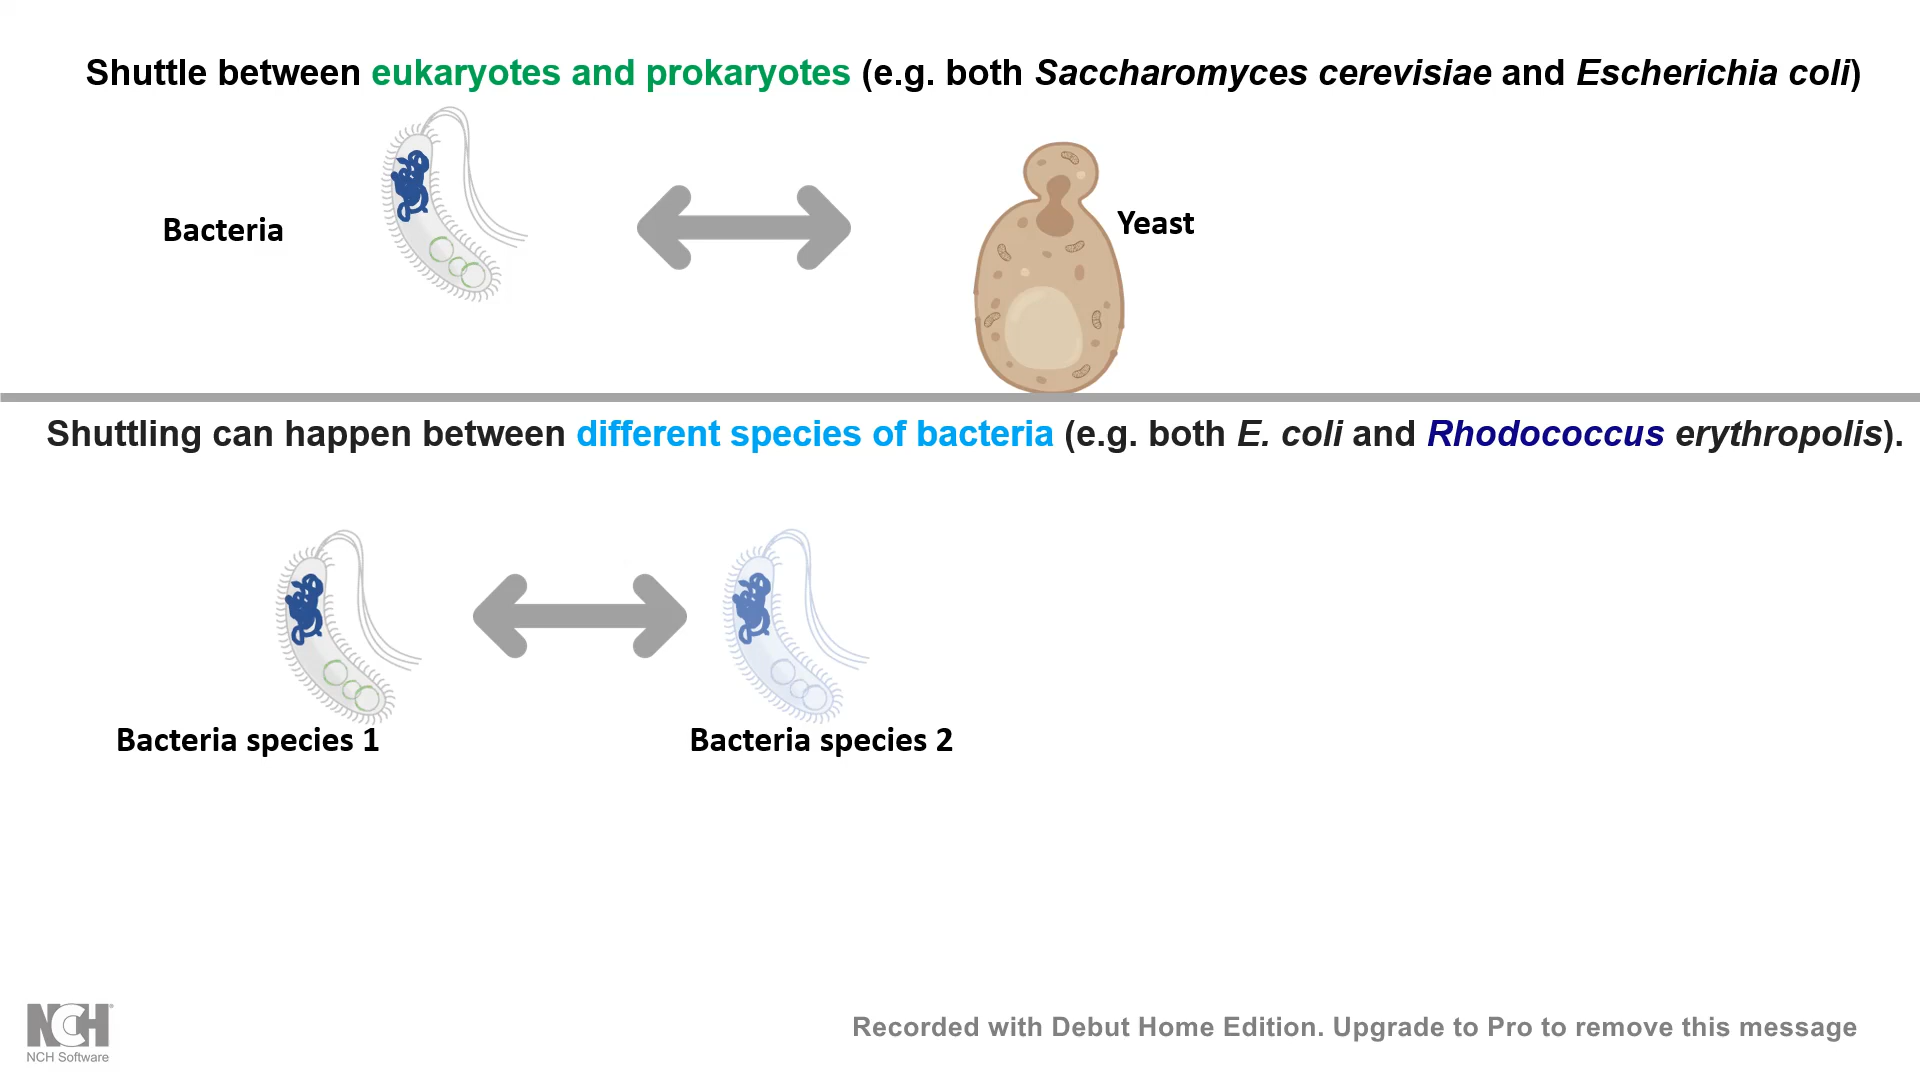 Shuttle between eukaryotes and prokaryotes (e.g. both Saccharomyces cerevisiae and Escherichia coli)
Bacteria
Yeast
Shuttling can happen between different species of bacteria (e.g. both E. coli and Rhodococcus erythropolis).
Bacteria species 1
Bacteria species 2
NCH
NCH Software
Recorded with Debut Home Edition. Upgrade to Pro to remove this message